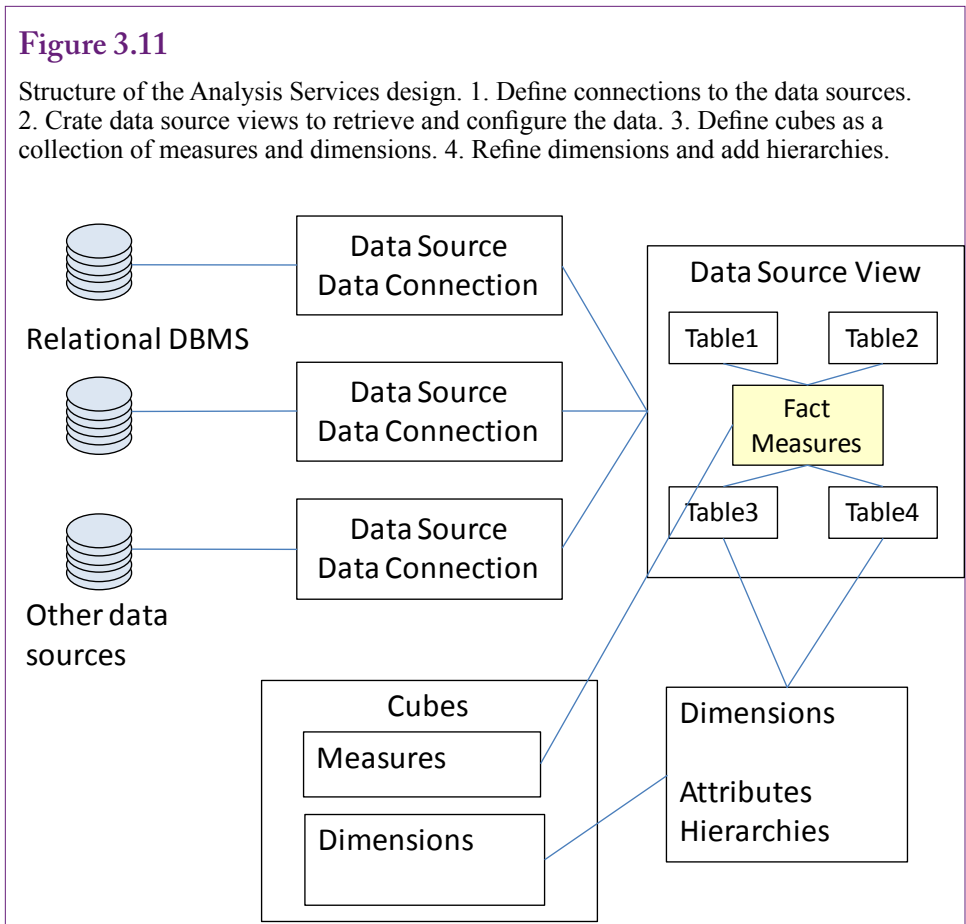 Figure 3.11
Structure of the Analysis Services design. 1. Define connections to the data sources.
2. Crate data source views to retrieve and configure the data. 3. Define cubes as a
collection of measures and dimensions. 4. Refine dimensions and add hierarchies.
Relational DBMS
Data Source
Data Connection
Data Source
Data Connection
Other data
sources
Data Source
Data Connection
Data Source View
Table1
Table2
Fact
Measures
Table3
Table4
Cubes
Measures
Dimensions
Dimensions
Attributes
Hierarchies